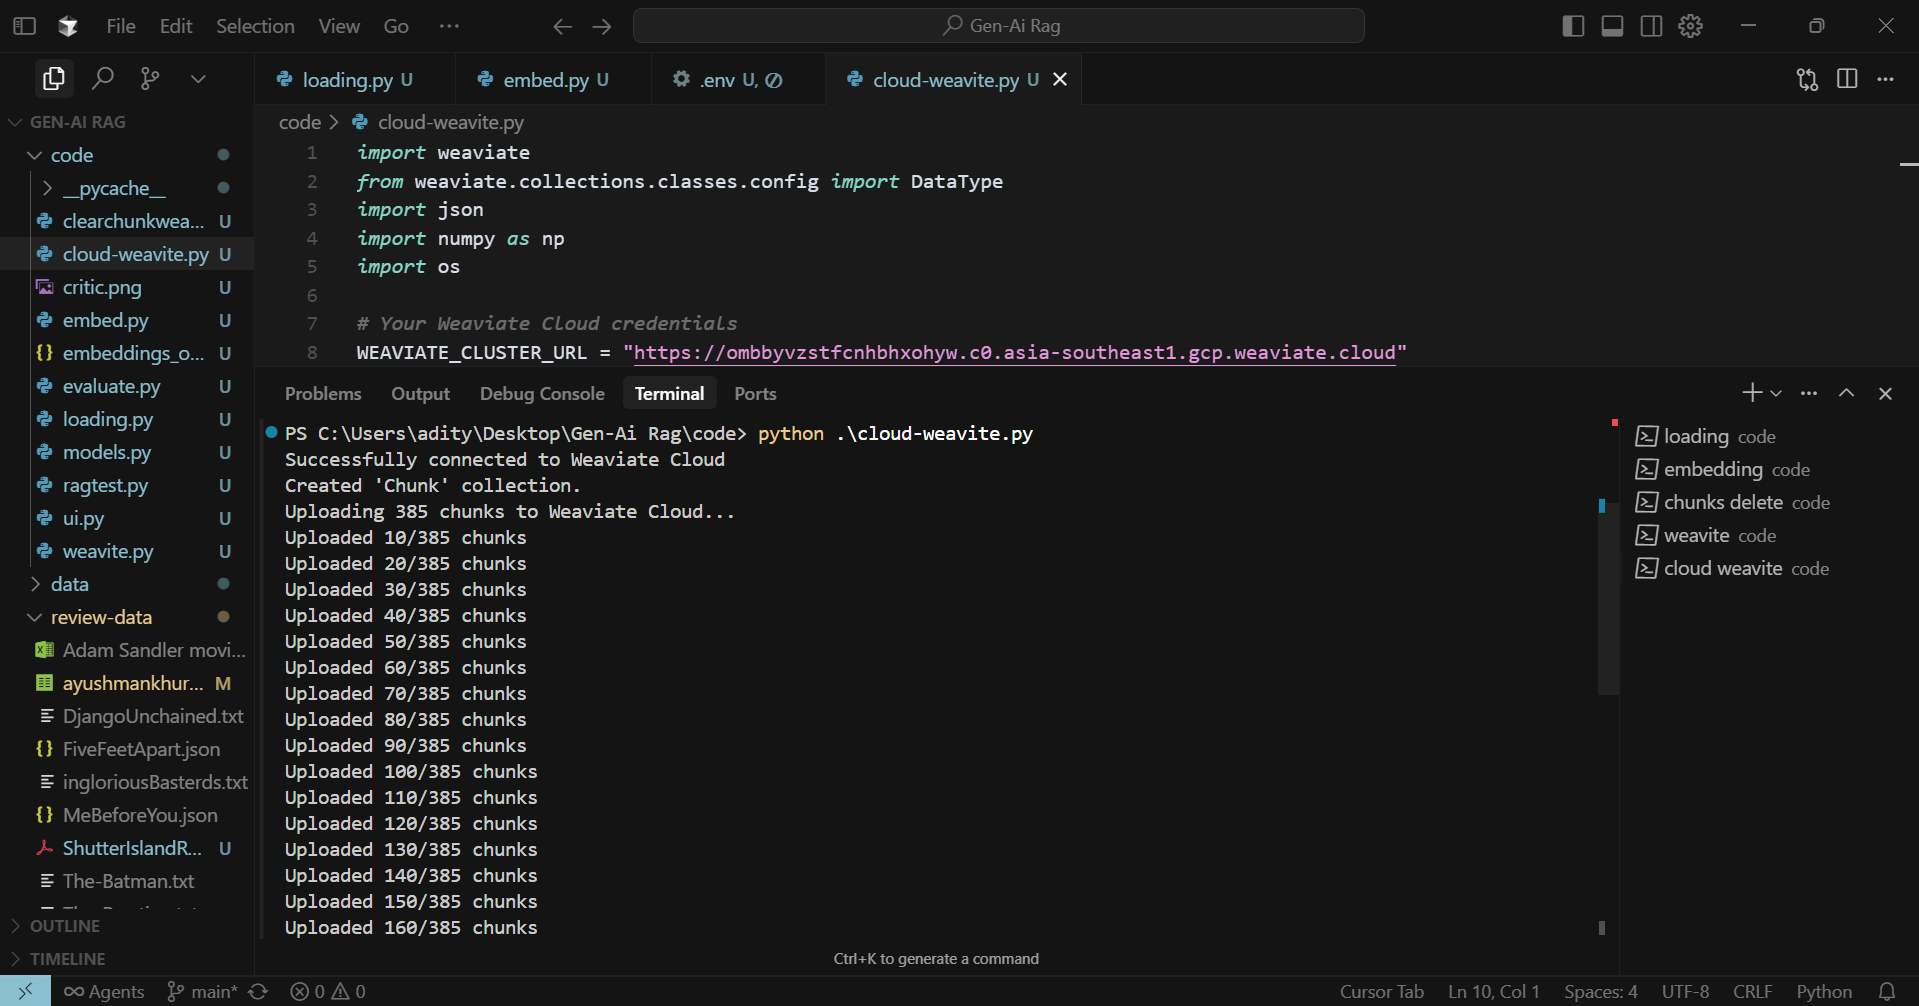 File Edit Selection View Go ··· Gen-Ai Rag
loading.py U embed.py U .env U, cloud-weavite.py U
GEN-AI RAG
code
__pycache__
clearchunkwea... U
cloud-weavite.py U
critic.png U
embed.py U
embeddings_o... U
evaluate.py U
loading.py U
models.py U
ragtest.py U
ui.py U
weavite.py U
data
review-data
Adam Sandler movi...
ayushmankhur... M
DjangoUnchained.txt
FiveFeetApart.json
ingloriousBasterds.txt
MeBeforeYou.json
ShutterIslandR... U
The-Batman.txt
OUTLINE
TIMELINE
code > cloud-weavite.py
1 import weaviate
2 from weaviate.collections.classes.config import DataType
3 import json
4 import numpy as np
5 import os
6
7 # Your Weaviate Cloud credentials
8 WEAVIATE_CLUSTER_URL = "https://ombbyvzstfcnhbhxohyw.c0.asia-southeast1.gcp.weaviate.cloud"
Problems Output Debug Console Terminal Ports
PS C:\Users\adity\Desktop\Gen-Ai Rag\code> python .\cloud-weavite.py
Successfully connected to Weaviate Cloud
Created 'Chunk' collection.
Uploading 385 chunks to Weaviate Cloud...
Uploaded 10/385 chunks
Uploaded 20/385 chunks
Uploaded 30/385 chunks
Uploaded 40/385 chunks
Uploaded 50/385 chunks
Uploaded 60/385 chunks
Uploaded 70/385 chunks
Uploaded 80/385 chunks
Uploaded 90/385 chunks
Uploaded 100/385 chunks
Uploaded 110/385 chunks
Uploaded 120/385 chunks
Uploaded 130/385 chunks
Uploaded 140/385 chunks
Uploaded 150/385 chunks
Uploaded 160/385 chunks
Ctrl+K to generate a command
loading code
embedding code
chunks delete code
weavite code
cloud weavite code
Agents main* 0 0 Cursor Tab Ln 10, Col 1 Spaces: 4 UTF-8 CRLF Python